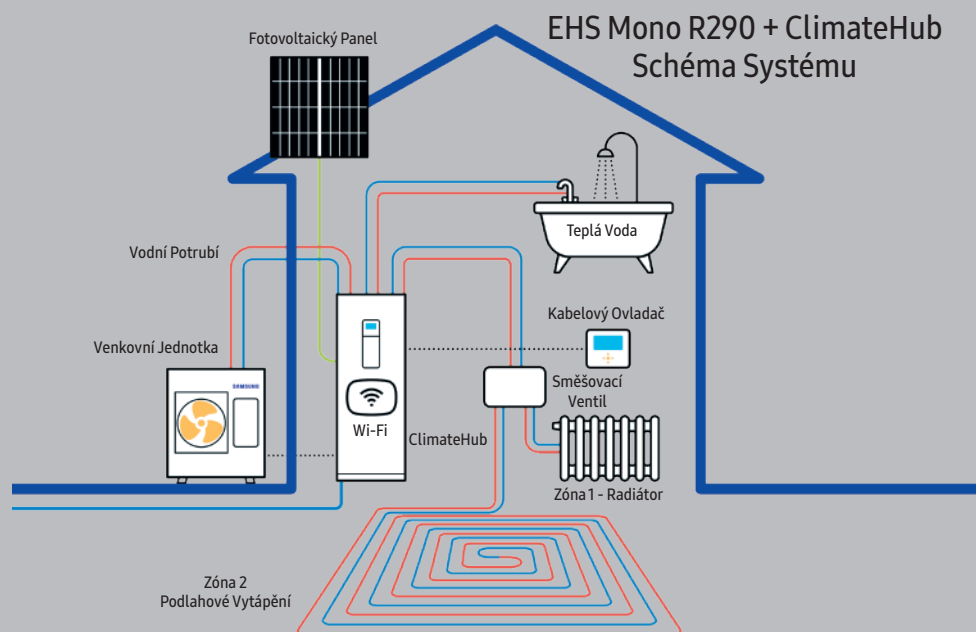 EHS Mono R290 + ClimateHub
Schéma Systému
Fotovoltaický Panel
Teplá Voda
Vodní Potrubí
Kabelový Ovladač
Venkovní Jednotka
SAMSUNG
Směšovací
Ventil
Wi-Fi
ClimateHub
Zóna 1 - Radiátor
Zóna 2
Podlahové Vytápění